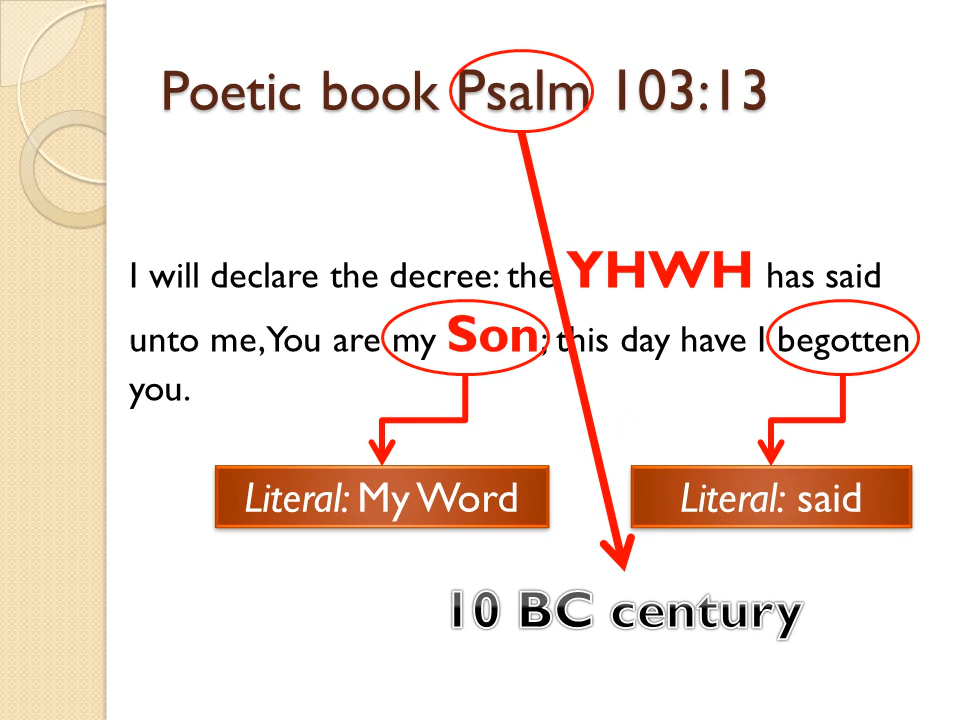 Poetic book Psalm 103:13
I will declare the decree: the YHWH has said
unto me, You are my Son; this day have I begotten
you.
Literal: My Word
Literal: said
10 BC century